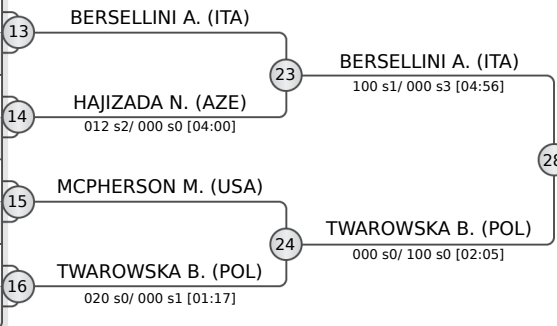 BERSELLINI A. (ITA)
13
23
BERSELLINI A. (ITA)
100 s1/ 000 s3 [04:56]
HAJIZADA N. (AZE)
14
012 s2/ 000 s0 [04:00]
28
MCPHERSON M. (USA)
15
24
TWAROWSKA B. (POL)
000 s0/ 100 s0 [02:05]
TWAROWSKA B. (POL)
16
020 s0/ 000 s1 [01:17]